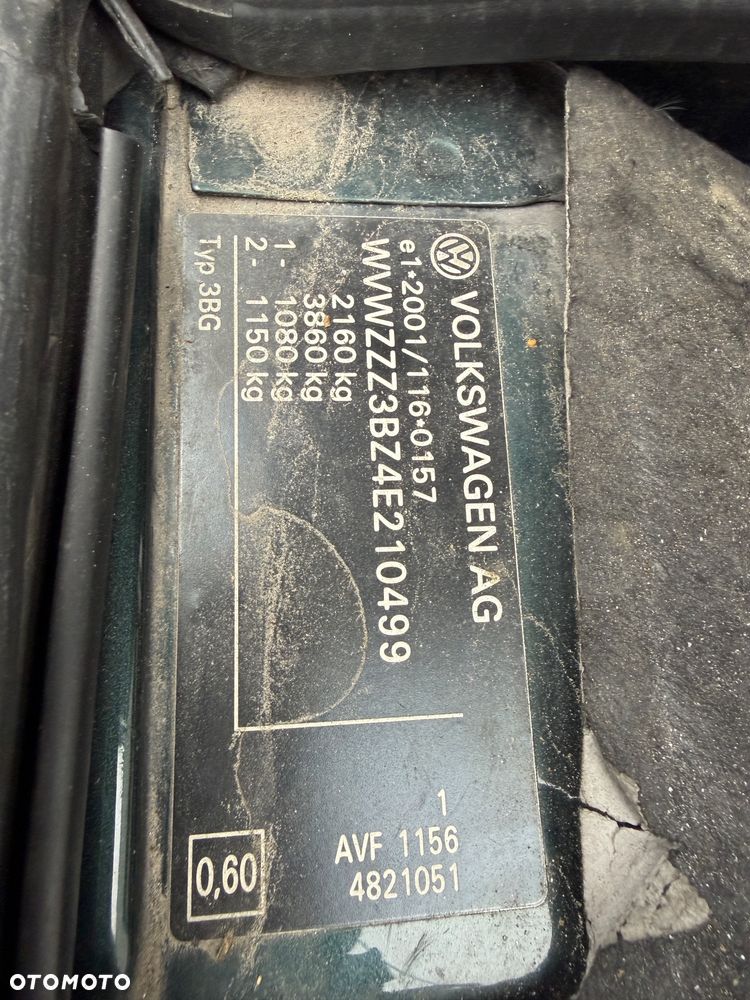 VOLKSWAGEN AG
e1*2001/116*0157
WVWZZZ3BZ4E210499
2160 kg
3860 kg
1- 1080 kg
2- 1150 kg
Typ 3BG
1
AVF 1156
4821051
0,60
OTOMOTO